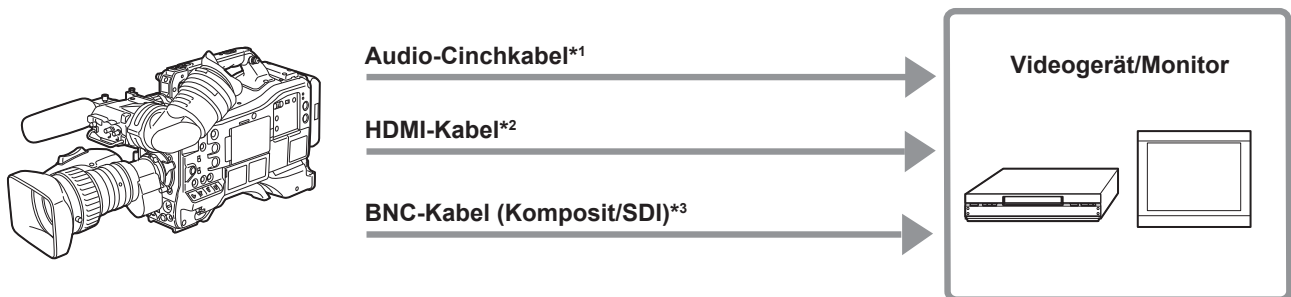 Audio-Cinchkabel*1
HDMI-Kabel*2
BNC-Kabel (Komposit/SDI)*3
Videogerät/Monitor